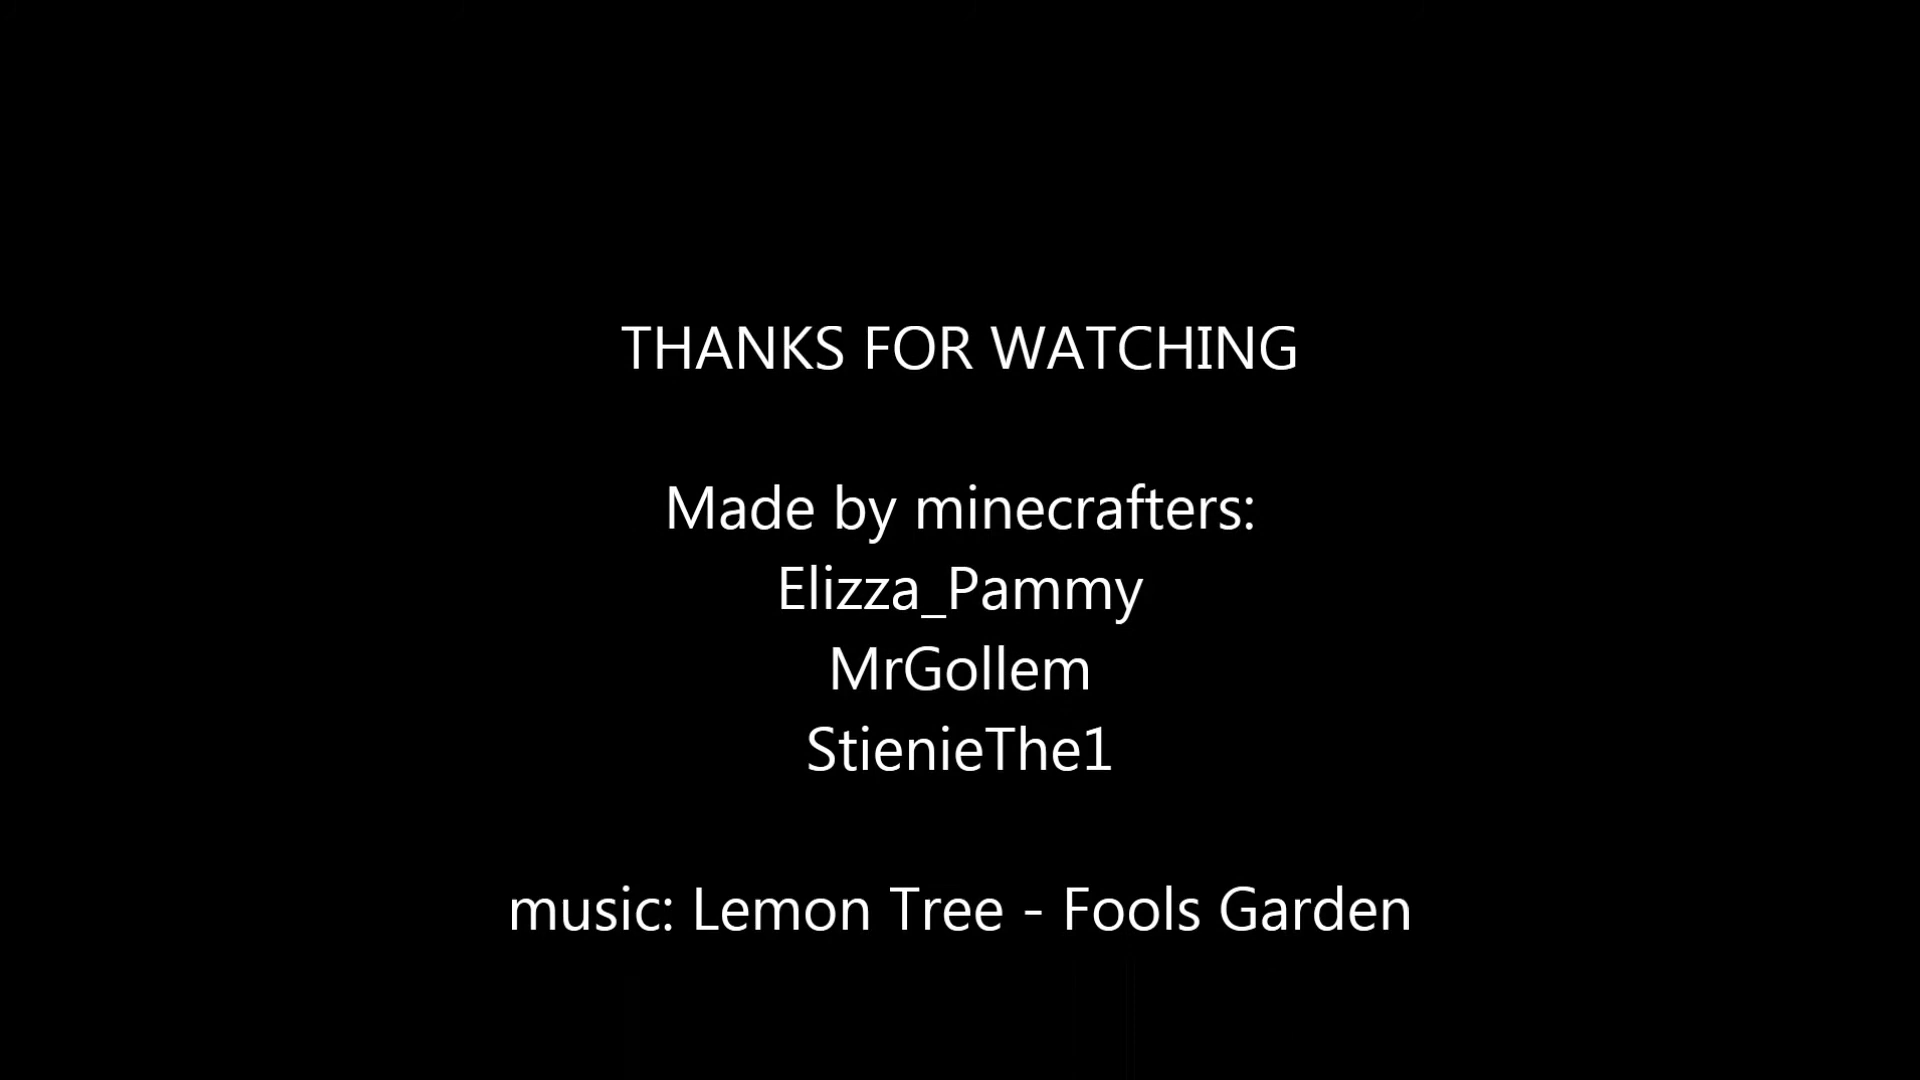 THANKS FOR WATCHING
Made by minecrafters:
Elizza_Pammy
MrGollem
StienieThe1
music: Lemon Tree - Fools Garden